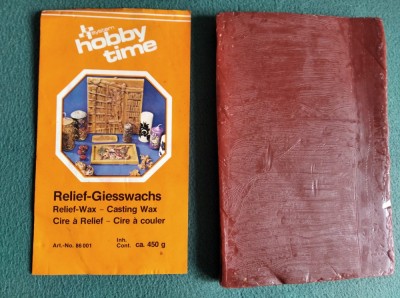 hobby
time
Relief-Giesswachs
Relief-Wax – Casting Wax
Cire à Relief – Cire à couler
Art.-No. 86 001
Inh.
Cont. ca. 450 g